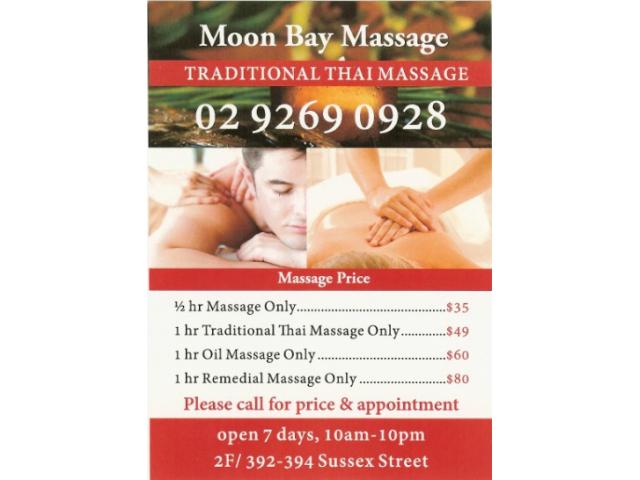 Moon Bay Massage
TRADITIONAL THAI MASSAGE
02 9269 0928
Massage Price
½ hr Massage Only...........................................$35
1 hr Traditional Thai Massage Only.............$49
1 hr Oil Massage Only.....................................$60
1 hr Remedial Massage Only.........................$80
Please call for price & appointment
open 7 days, 10am-10pm
2F/ 392-394 Sussex Street